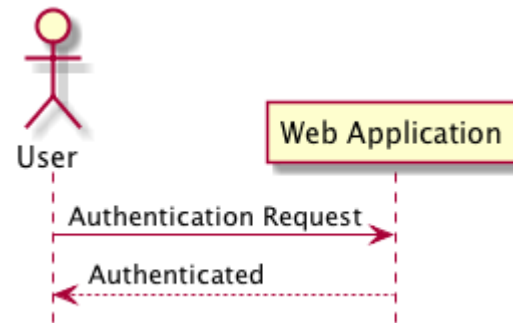 User
Web Application
Authentication Request
Authenticated